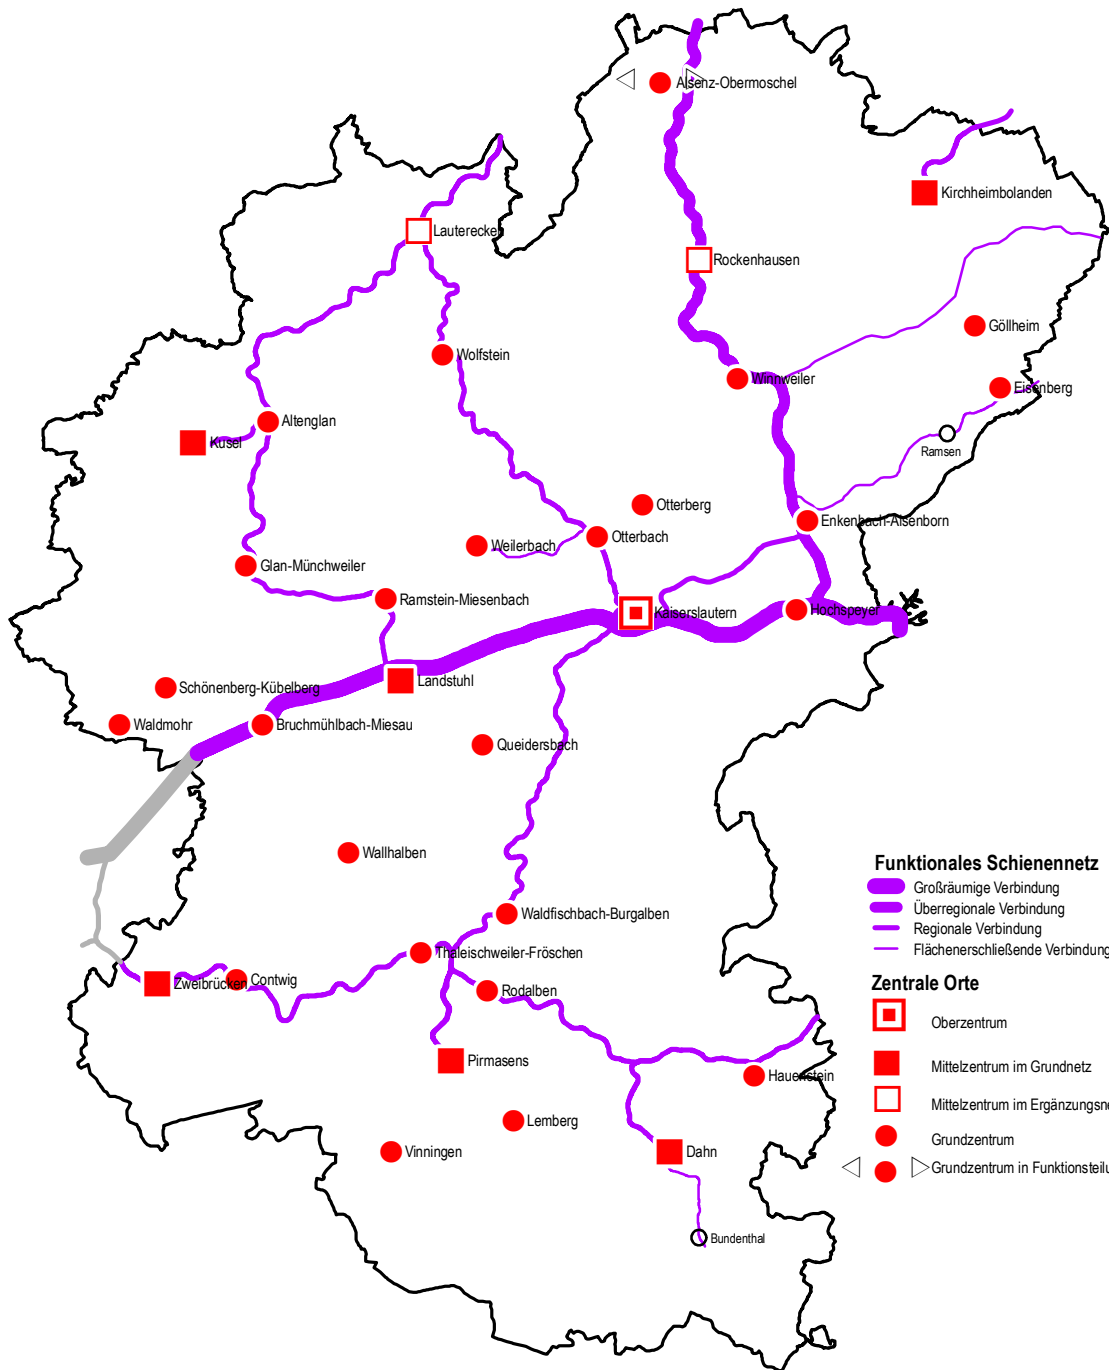 Alsenz-Obermoschel
Kirchheimbolanden
Lauterecken
Rockenhausen
Göllheim
Wolfstein
Winnweiler
Eisenberg
Altenglan
Kusel
Ramsen
Otterberg
Enkenbach-Alsenborn
Otterbach
Weilerbach
Glan-Münchweiler
Ramstein-Miesenbach
Kaiserslautern
Hochspeyer
Landstuhl
Schönenberg-Kübelberg
Waldmohr
Bruchmühlbach-Miesau
Queidersbach
Wallhalben
Waldfischbach-Burgalben
Thaleischweiler-Fröschen
Zweibrücken
Contwig
Rodalben
Pirmasens
Hauenstein
Lemberg
Vinningen
Dahn
Bundenthal
Funktionales Schienennetz
Großräumige Verbindung
Überregionale Verbindung
Regionale Verbindung
Flächenerschließende Verbindung
Zentrale Orte
Oberzentrum
Mittelzentrum im Grundnetz
Mittelzentrum im Ergänzungsne
Grundzentrum
Grundzentrum in Funktionsteilu